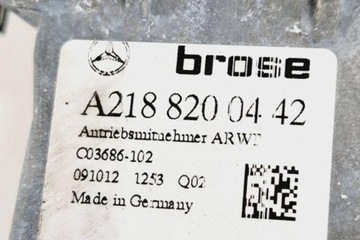 brose
A218 820 04 42
Antriebsmitnehmer ARWT
C03686-102
091012 1253 Q02
Made in Germany